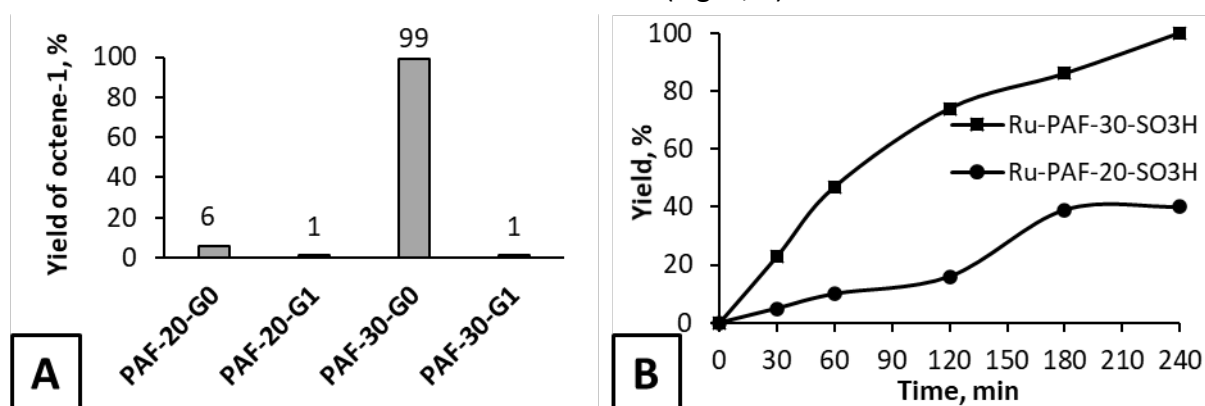 Yield of octene-1, %
100
80
60
40
20
0
6
1
99
1
PAF-20-G0
PAF-20-G1
PAF-30-G0
PAF-30-G1
A
Yield, %
100
80
60
40
20
0
Ru-PAF-30-SO3H
Ru-PAF-20-SO3H
0 30 60 90 120 150 180 210 240
Time, min
B